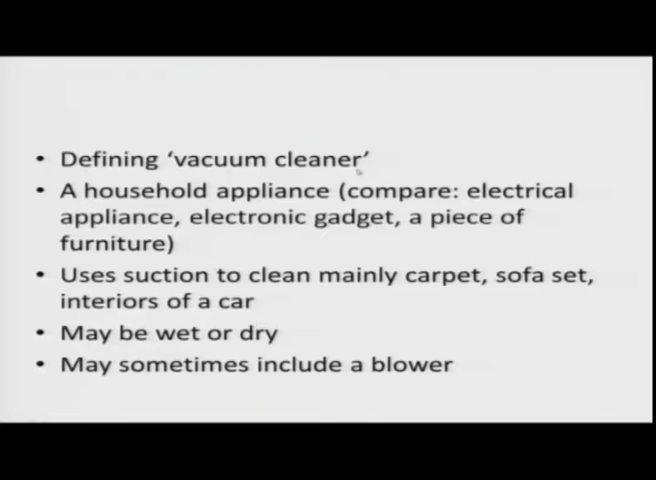 • Defining ‘vacuum cleaner’
• A household appliance (compare: electrical
appliance, electronic gadget, a piece of
furniture)
• Uses suction to clean mainly carpet, sofa set,
interiors of a car
• May be wet or dry
• May sometimes include a blower